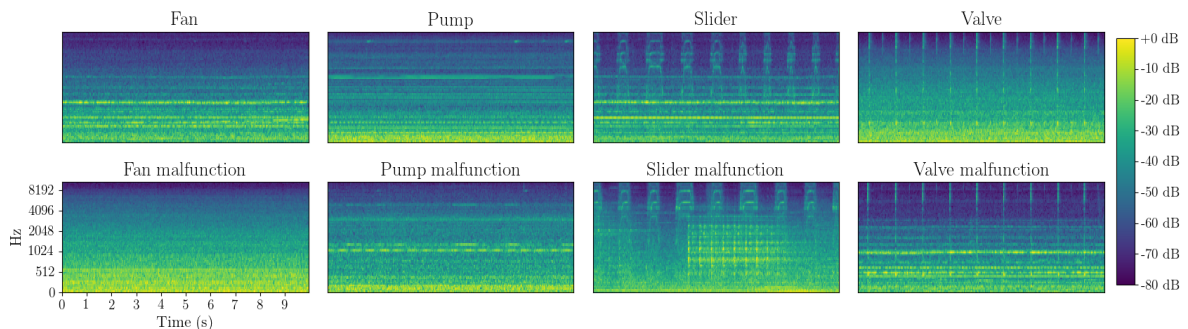 Fan
Pump
Slider
Valve
+0 dB
-10 dB
-20 dB
-30 dB
-40 dB
-50 dB
-60 dB
-70 dB
-80 dB
Fan malfunction
Pump malfunction
Slider malfunction
Valve malfunction
8192
4096
2048
1024
512
0
Hz
0 1 2 3 4 5 6 7 8 9
Time (s)